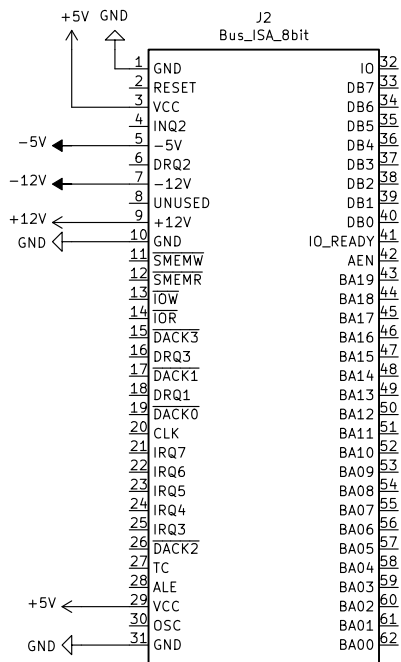 +5V GND
J2
Bus_ISA_8bit
1 GND IO 32
2 RESET DB7 33
3 VCC DB6 34
4 INQ2 DB5 35
-5V 5 -5V DB4 36
6 DRQ2 DB3 37
-12V 7 -12V DB2 38
8 UNUSED DB1 39
+12V 9 +12V DB0 40
GND 10 GND IO_READY 41
11 SMEMW AEN 42
12 SMEMR BA19 43
13 IOW BA18 44
14 IOR BA17 45
15 DACK3 BA16 46
16 DRQ3 BA15 47
17 DACK1 BA14 48
18 DRQ1 BA13 49
19 DACK0 BA12 50
20 CLK BA11 51
21 IRQ7 BA10 52
22 IRQ6 BA09 53
23 IRQ5 BA08 54
24 IRQ4 BA07 55
25 IRQ3 BA06 56
26 DACK2 BA05 57
27 TC BA04 58
28 ALE BA03 59
+5V 29 VCC BA02 60
30 OSC BA01 61
GND 31 GND BA00 62